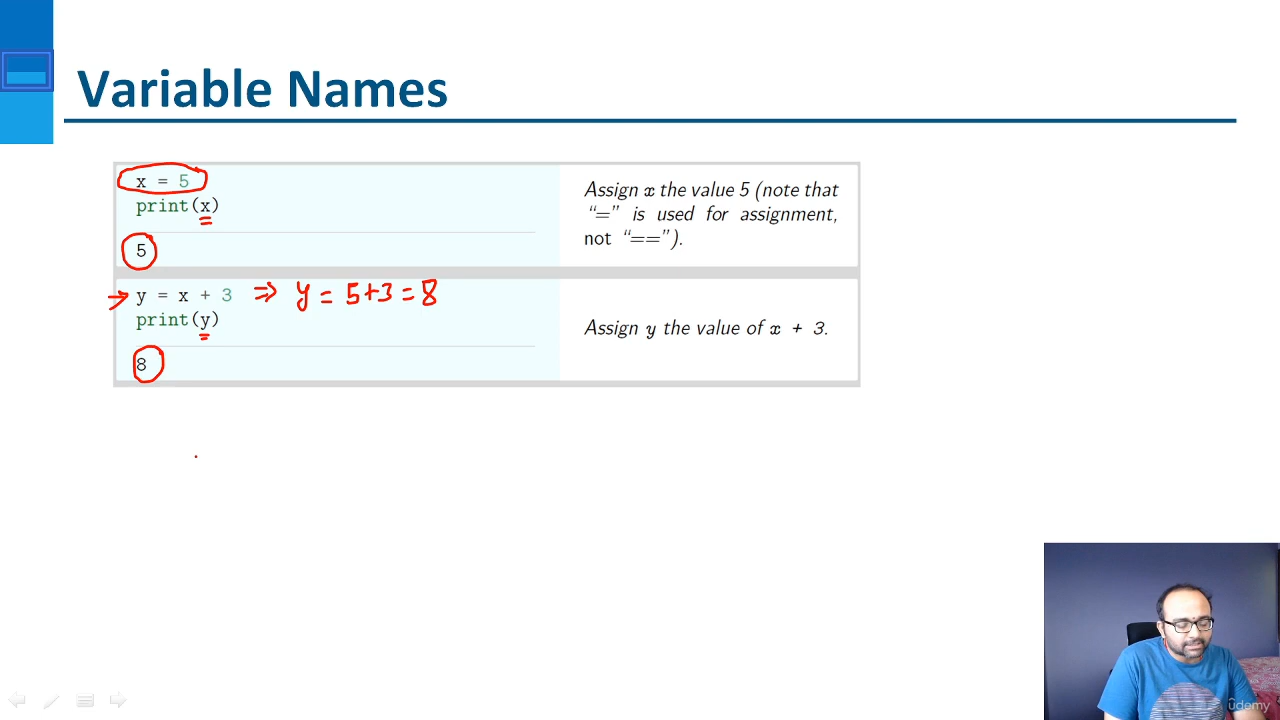 Variable Names
x = 5
print(x)
5
Assign x the value 5 (note that
“=” is used for assignment,
not “==”).
y = x + 3 ⇒ y = 5+3 = 8
print(y)
8
Assign y the value of x + 3.
ûdemy